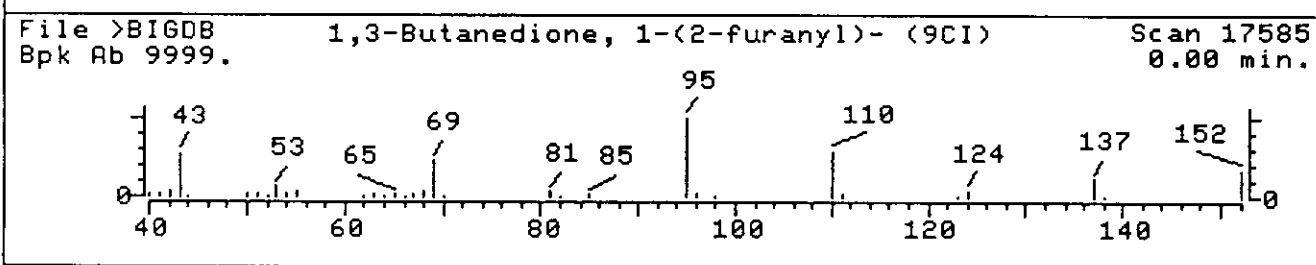 File >BIGDB 1,3-Butanedione, 1-(2-furanyl)- (9CI) Scan 17585
Bpk Ab 9999. 0.00 min.
95
43 110
53 65 69 81 85 124 137 152
0 0
40 60 80 100 120 140